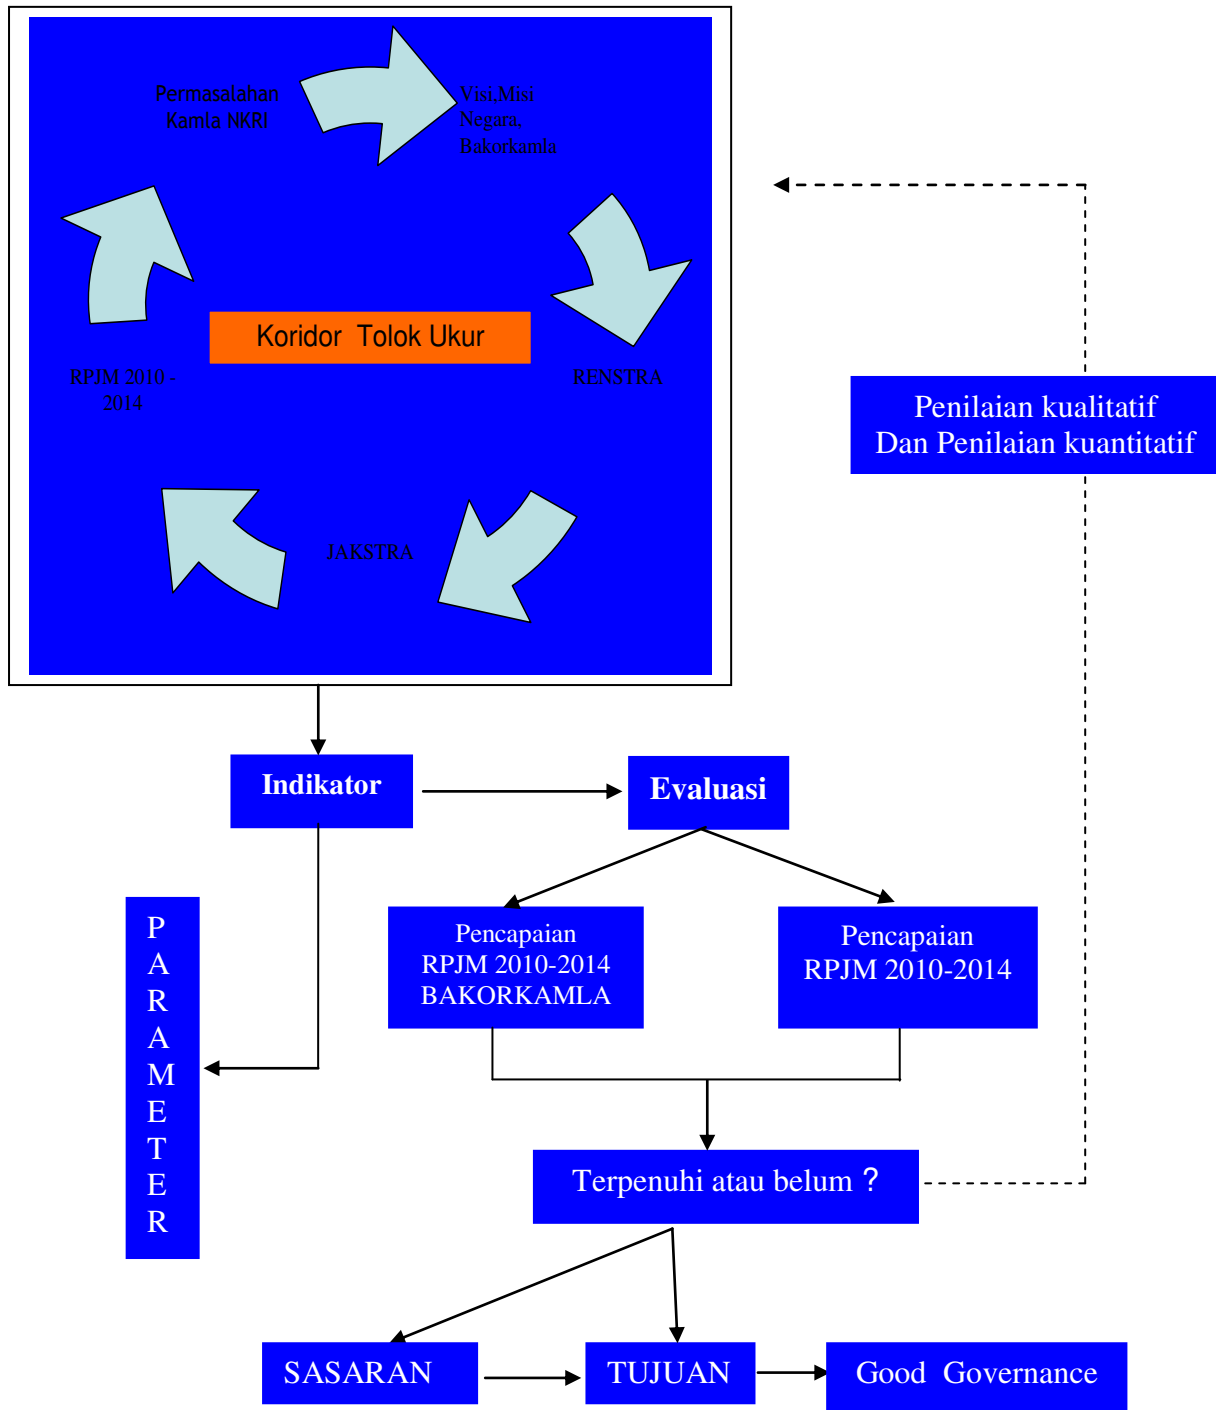 Permasalahan
Kamla NKRI
Visi,Misi
Negara,
Bakorkamla
Koridor Tolok Ukur
RPJM 2010 -
2014
RENSTRA
JAKSTRA
Penilaian kualitatif
Dan Penilaian kuantitatif
Indikator
Evaluasi
P
A
R
A
M
E
T
E
R
Pencapaian
RPJM 2010-2014
BAKORKAMLA
Pencapaian
RPJM 2010-2014
Terpenuhi atau belum ?
SASARAN
TUJUAN
Good Governance